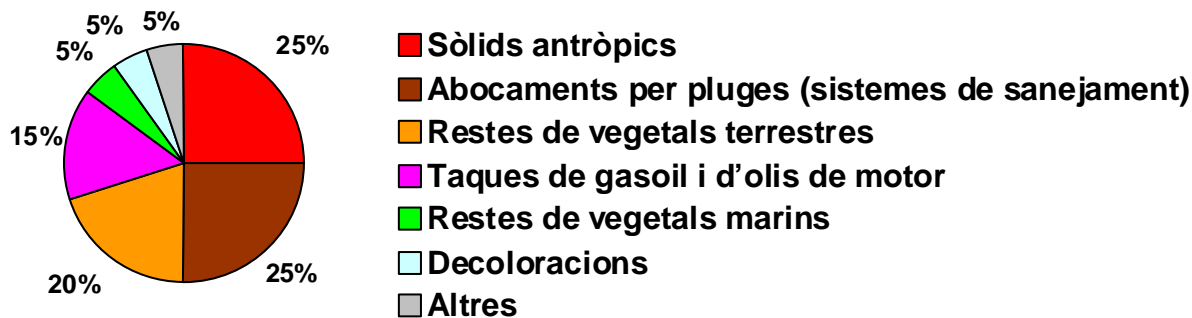 5% 5%
5%
25%
15%
20%
25%
Sòlids antròpics
Abocaments per pluges (sistemes de sanejament)
Restes de vegetals terrestres
Taques de gasoil i d’olis de motor
Restes de vegetals marins
Decoloracions
Altres